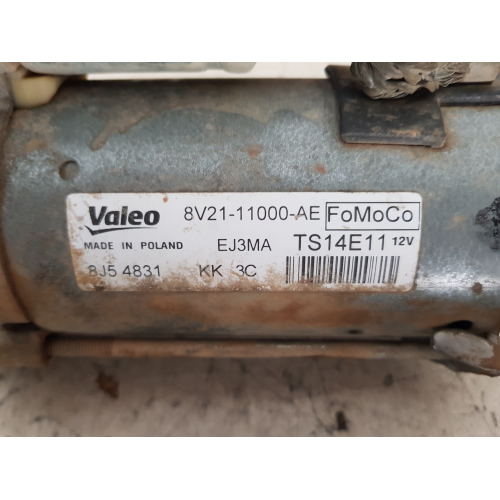 Valeo 8V21-11000-AE FoMoCo
MADE IN POLAND EJ3MA TS14E11 12V
8J5 4831 KK 3C